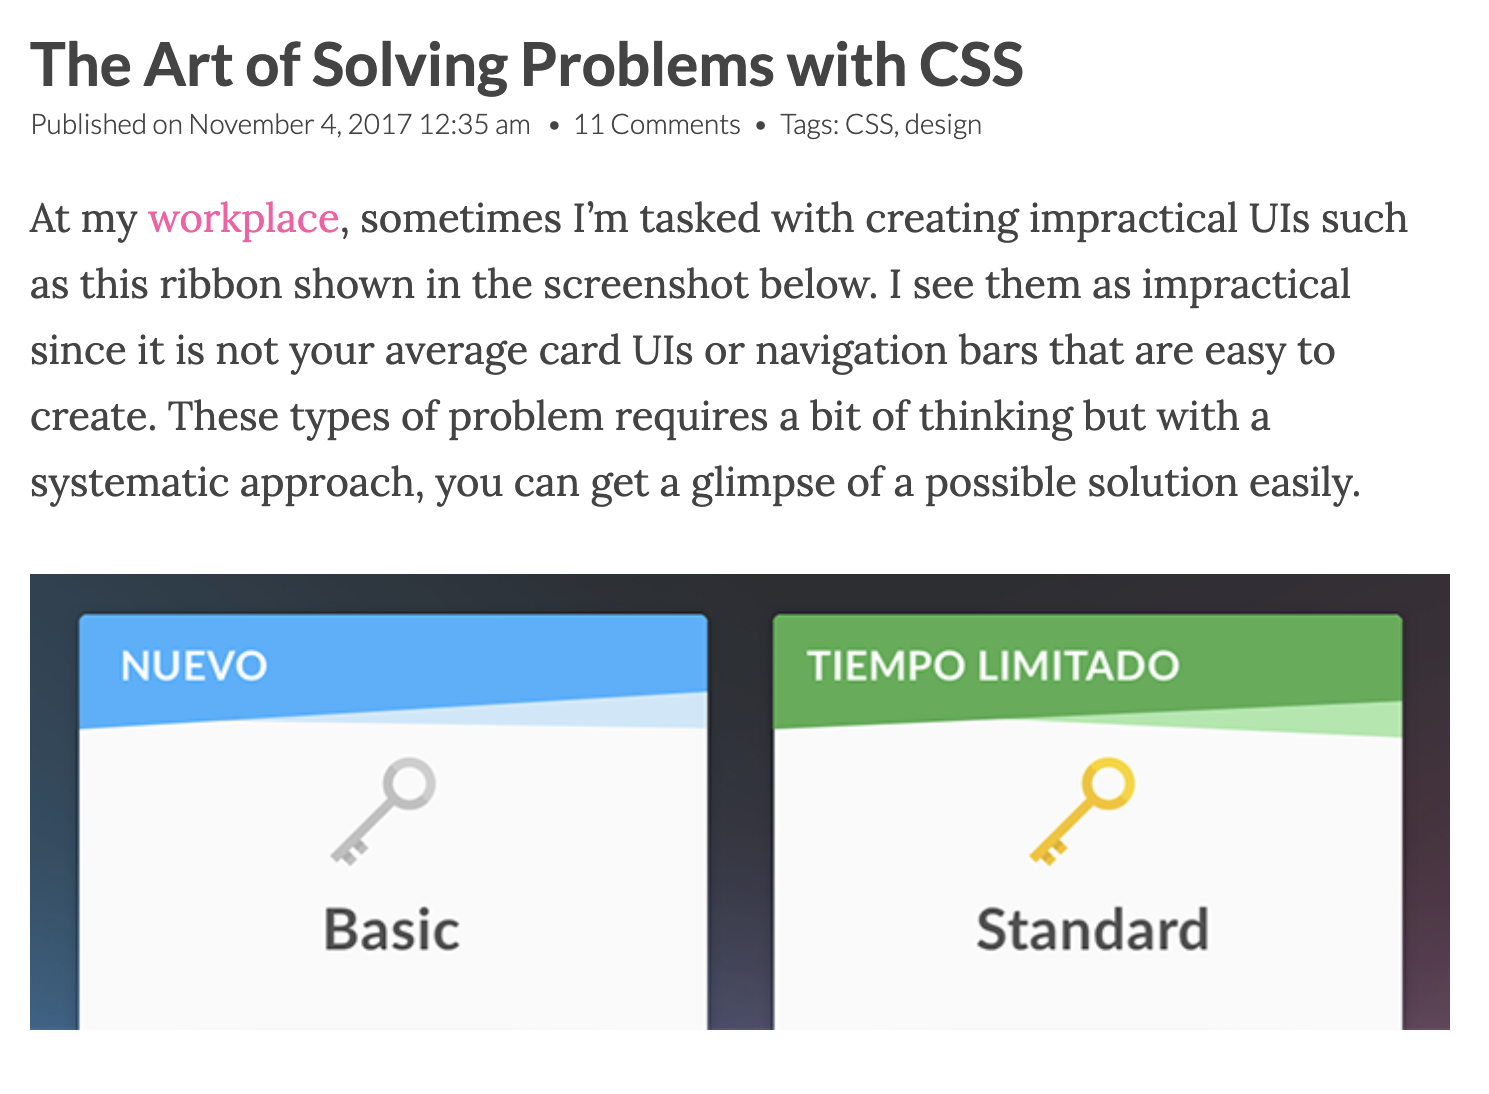 The Art of Solving Problems with CSS
Published on November 4, 2017 12:35 am • 11 Comments • Tags: CSS, design
At my workplace, sometimes I’m tasked with creating impractical UIs such
as this ribbon shown in the screenshot below. I see them as impractical
since it is not your average card UIs or navigation bars that are easy to
create. These types of problem requires a bit of thinking but with a
systematic approach, you can get a glimpse of a possible solution easily.
NUEVO
TIEMPO LIMITADO
Basic
Standard